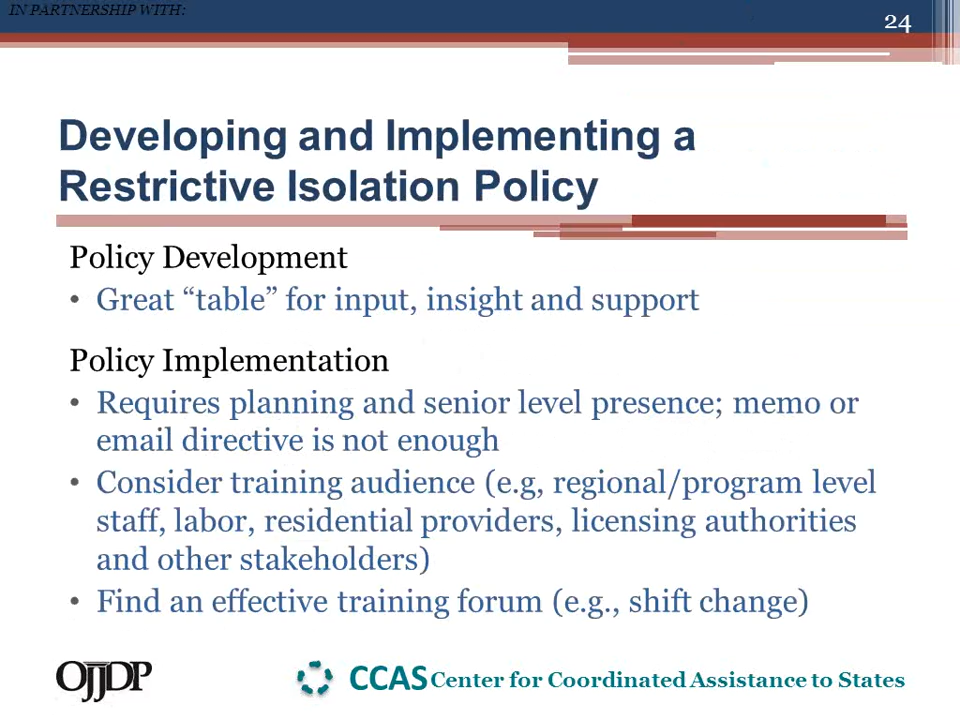 IN PARTNERSHIP WITH:
24
Developing and Implementing a
Restrictive Isolation Policy
Policy Development
• Great “table” for input, insight and support
Policy Implementation
• Requires planning and senior level presence; memo or
email directive is not enough
• Consider training audience (e.g, regional/program level
staff, labor, residential providers, licensing authorities
and other stakeholders)
• Find an effective training forum (e.g., shift change)
OJJDP
CCAS Center for Coordinated Assistance to States